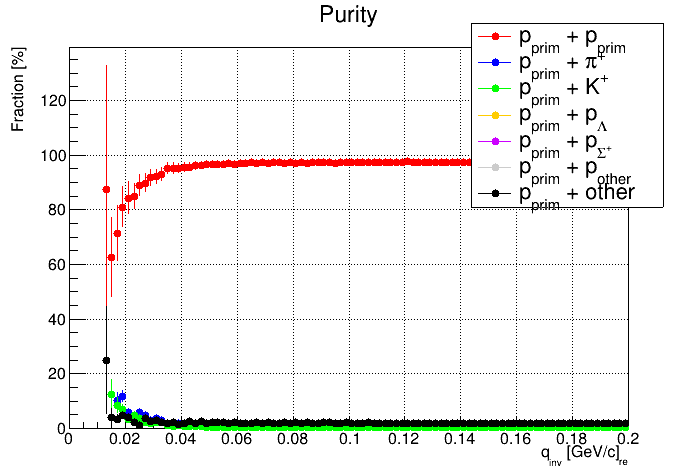 Purity
Fraction [%]
p_prim + p_prim
p_prim + π⁺
p_prim + K⁺
p_prim + p_Λ
p_prim + p_Σ⁺
p_prim + p_other
p_prim + other
120
100
80
60
40
20
0
0 0.02 0.04 0.06 0.08 0.1 0.12 0.14 0.16 0.18 0.2
q_inv [GeV/c]_re